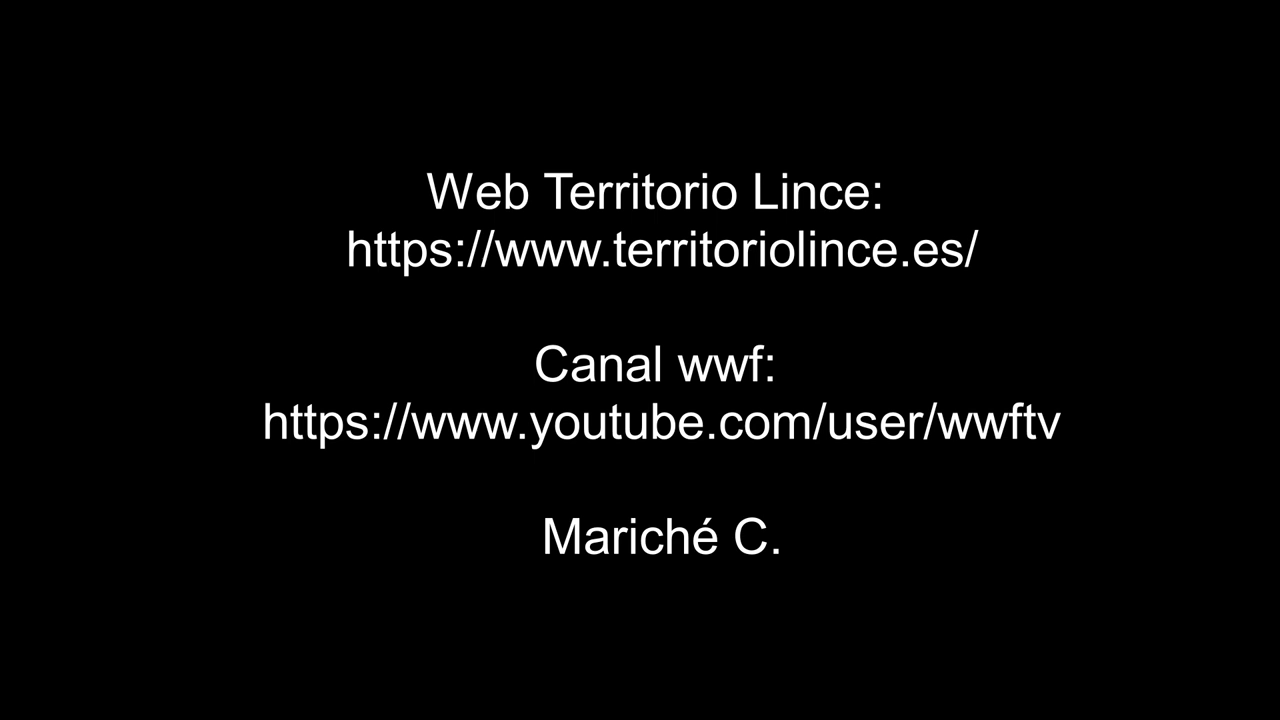 Web Territorio Lince:
https://www.territoriolince.es/
Canal wwf:
https://www.youtube.com/user/wwftv
Mariché C.